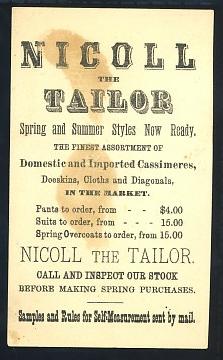 NICOLL
THE
TAILOR
Spring and Summer Styles Now Ready.
THE FINEST ASSORTMENT OF
Domestic and Imported Cassimeres,
Doeskins, Cloths and Diagonals,
IN THE MARKET.
Pants to order, from - - $4.00
Suits to order, from - - 15.00
Spring Overcoats to order, from 15.00
NICOLL THE TAILOR.
CALL AND INSPECT OUR STOCK
BEFORE MAKING SPRING PURCHASES.
Samples and Rules for Self-Measurement sent by mail.